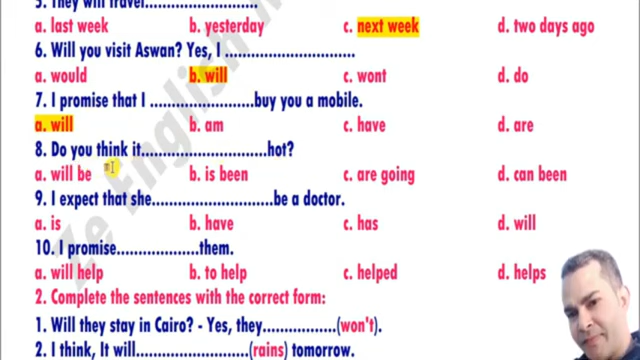 5. They will travel..........................
a. last week b. yesterday c. next week d. two days ago
6. Will you visit Aswan? Yes, I ..............................
a. would b. will c. wont d. do
7. I promise that I ........................buy you a mobile.
a. will b. am c. have d. are
8. Do you think it.............................hot?
a. will be b. is been c. are going d. can been
9. I expect that she............................be a doctor.
a. is b. have c. has d. will
10. I promise...................them.
a. will help b. to help c. helped d. helps
2. Complete the sentences with the correct form:
1. Will they stay in Cairo? - Yes, they.................(won't).
2. I think, It will..........................(rains) tomorrow.
Ze English